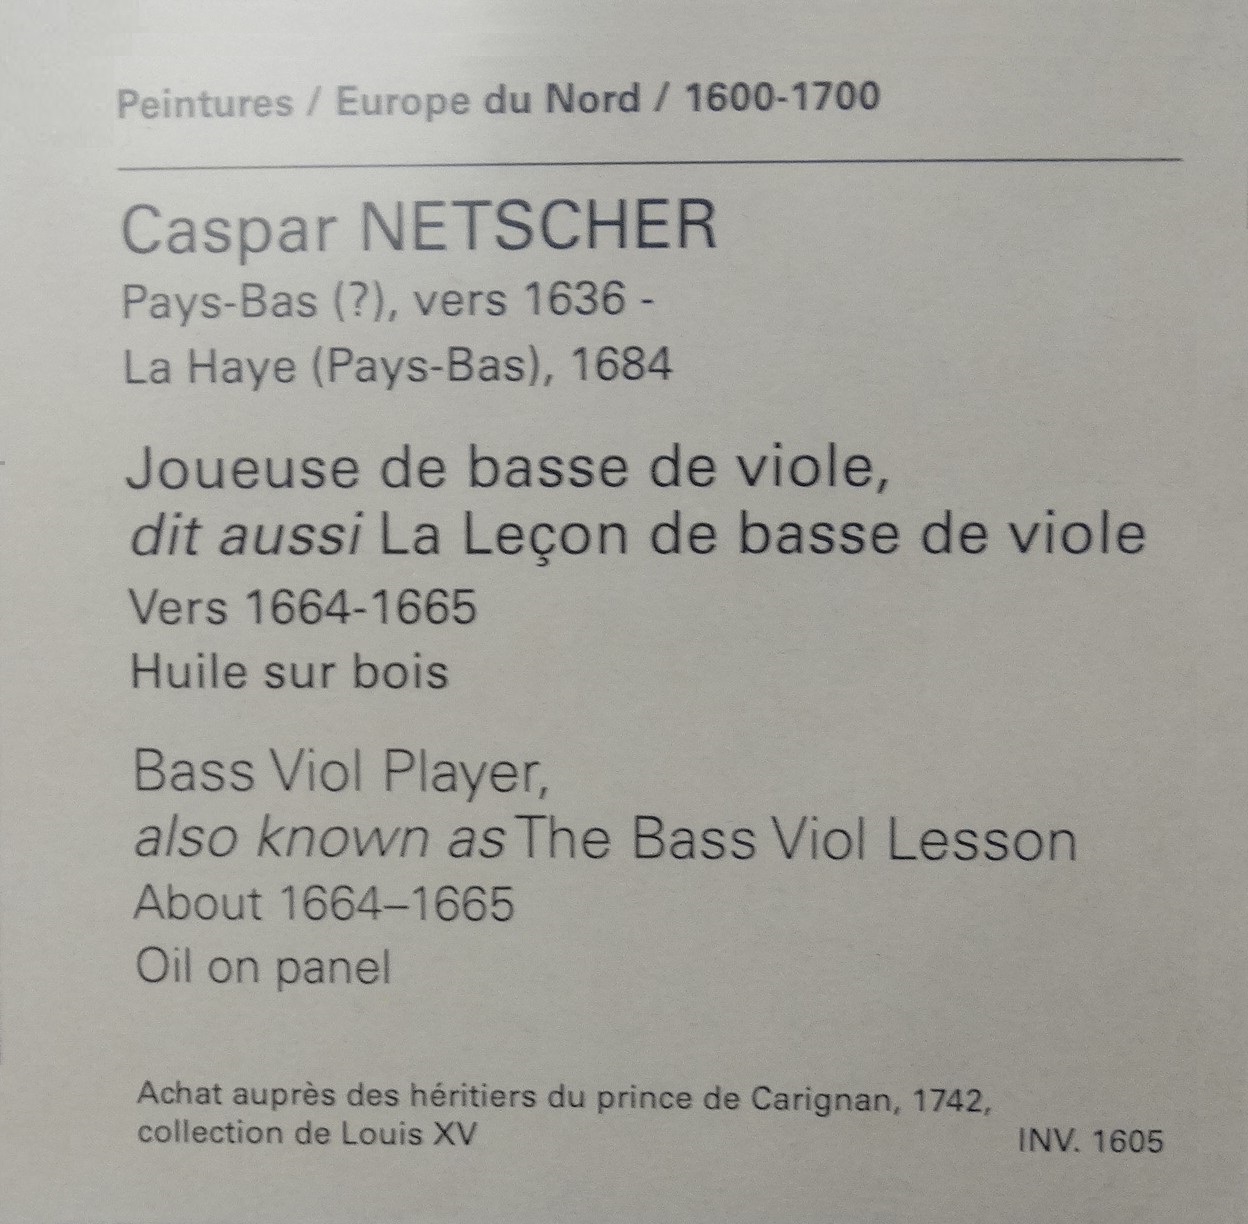 Peintures / Europe du Nord / 1600-1700
Caspar NETSCHER
Pays-Bas (?), vers 1636 -
La Haye (Pays-Bas), 1684
Joueuse de basse de viole,
dit aussi La Leçon de basse de viole
Vers 1664-1665
Huile sur bois
Bass Viol Player,
also known as The Bass Viol Lesson
About 1664–1665
Oil on panel
Achat auprès des héritiers du prince de Carignan, 1742,
collection de Louis XV
INV. 1605